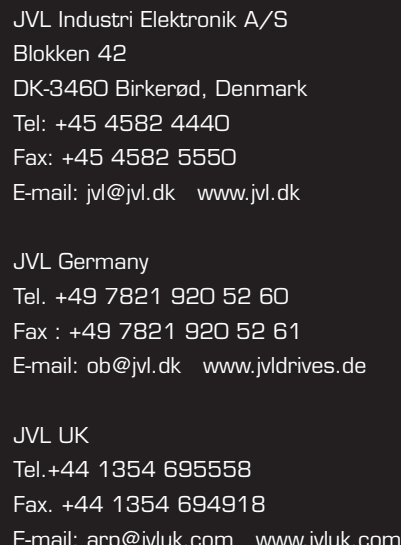 JVL Industri Elektronik A/S
Blokken 42
DK-3460 Birkerød, Denmark
Tel: +45 4582 4440
Fax: +45 4582 5550
E-mail: jvl@jvl.dk www.jvl.dk
JVL Germany
Tel. +49 7821 920 52 60
Fax : +49 7821 920 52 61
E-mail: ob@jvl.dk www.jvldrives.de
JVL UK
Tel.+44 1354 695558
Fax. +44 1354 694918
E-mail: arp@jvluk.com www.jvluk.com